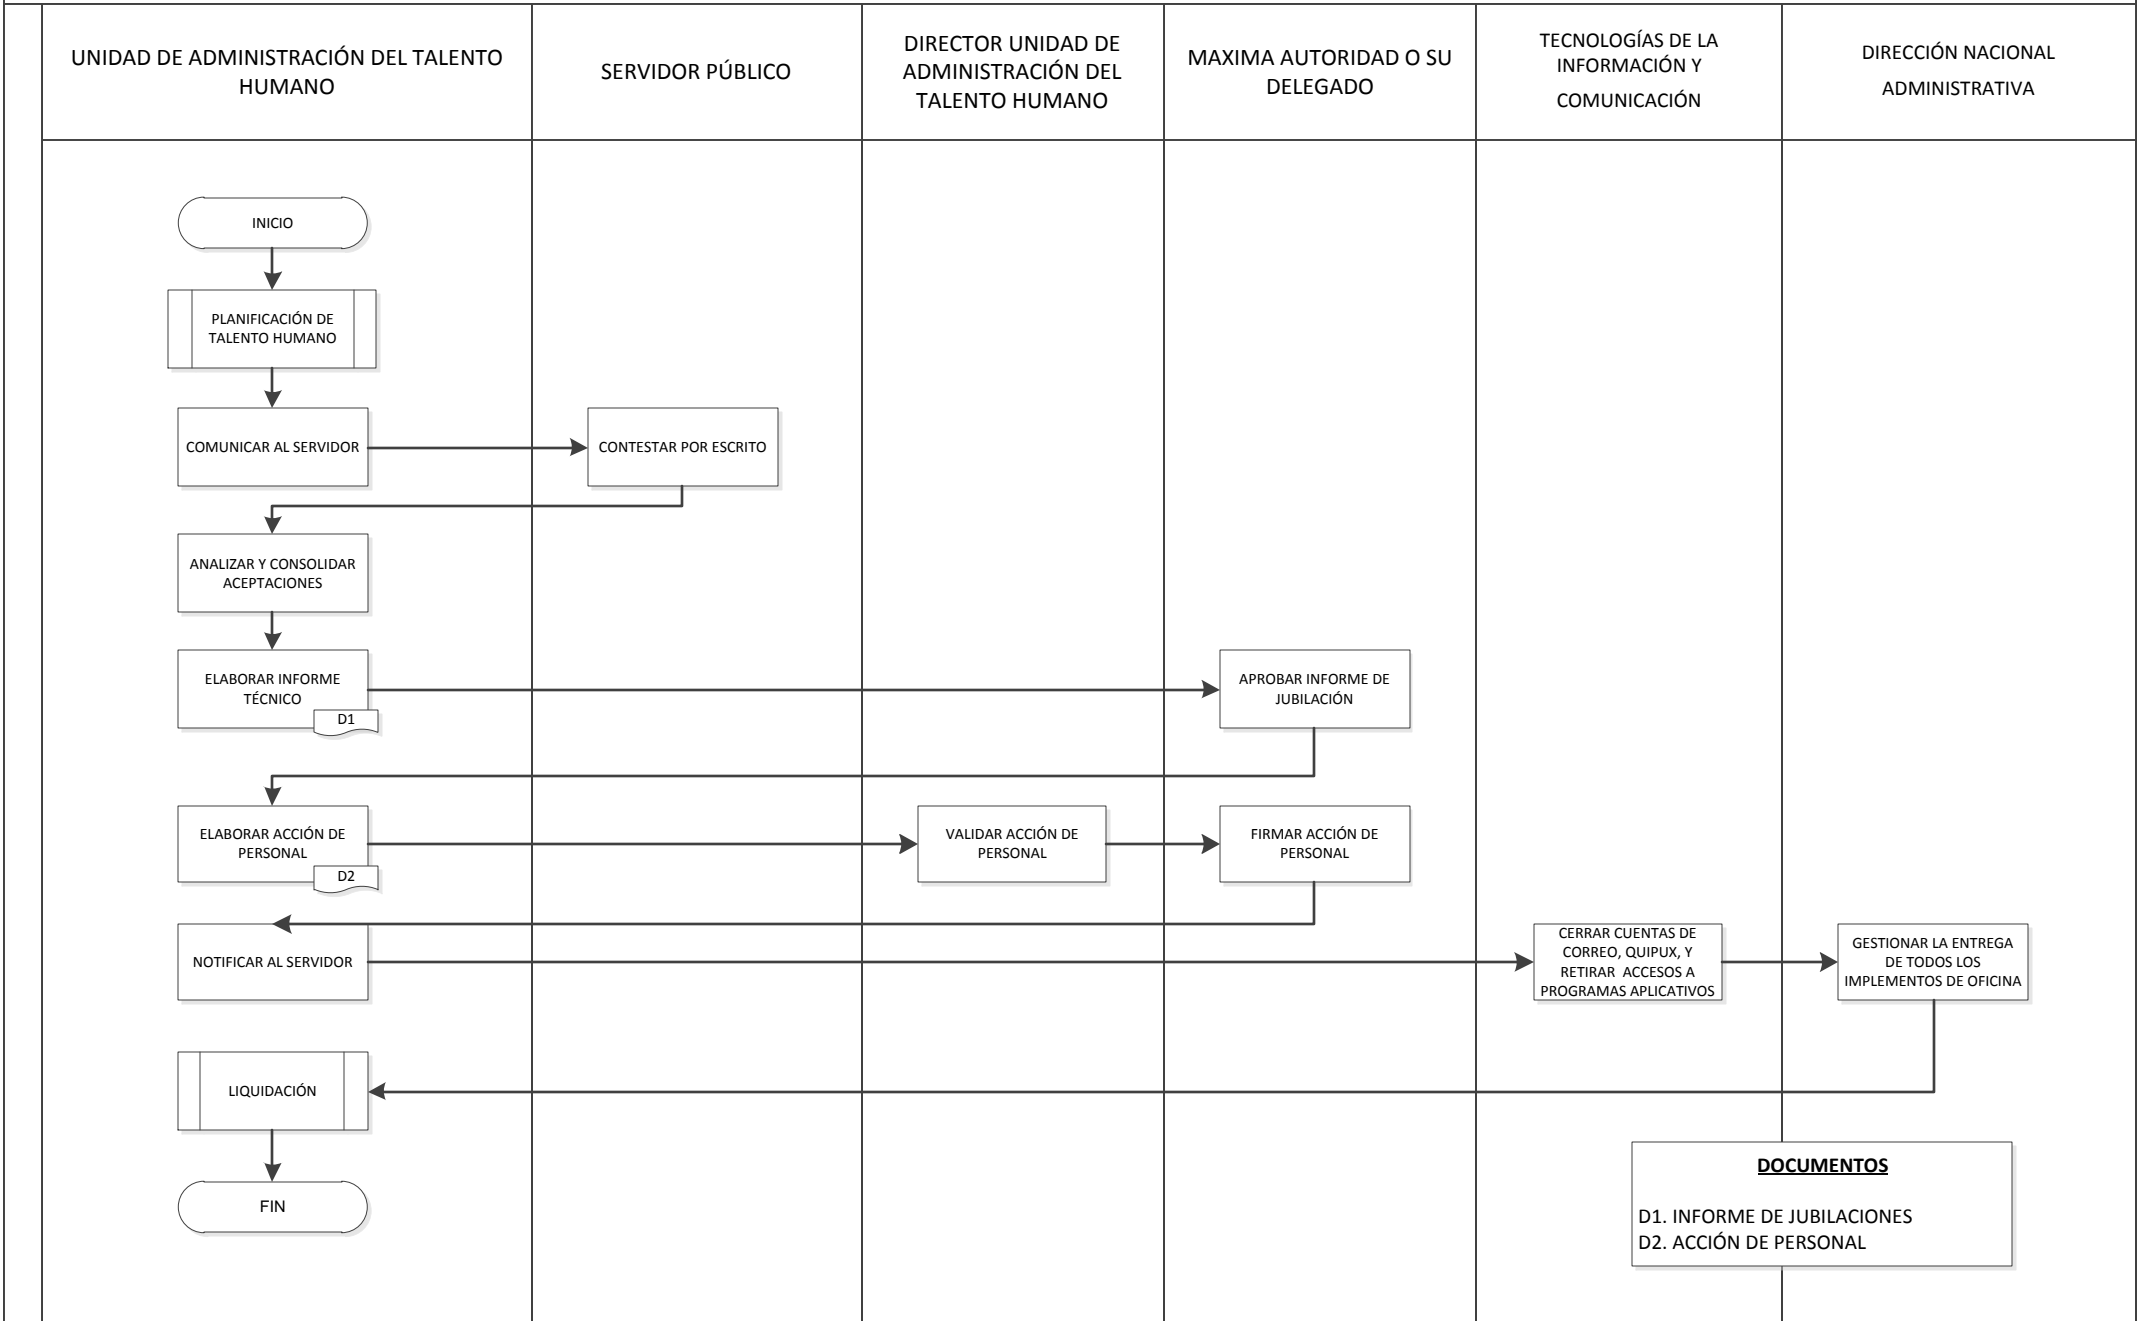 UNIDAD DE ADMINISTRACIÓN DEL TALENTO
HUMANO
SERVIDOR PÚBLICO
DIRECTOR UNIDAD DE
ADMINISTRACIÓN DEL
TALENTO HUMANO
MAXIMA AUTORIDAD O SU
DELEGADO
TECNOLOGÍAS DE LA
INFORMACIÓN Y
COMUNICACIÓN
DIRECCIÓN NACIONAL
ADMINISTRATIVA
INICIO
PLANIFICACIÓN DE
TALENTO HUMANO
COMUNICAR AL SERVIDOR
CONTESTAR POR ESCRITO
ANALIZAR Y CONSOLIDAR
ACEPTACIONES
ELABORAR INFORME
TÉCNICO
D1
APROBAR INFORME DE
JUBILACIÓN
ELABORAR ACCIÓN DE
PERSONAL
D2
VALIDAR ACCIÓN DE
PERSONAL
FIRMAR ACCIÓN DE
PERSONAL
NOTIFICAR AL SERVIDOR
CERRAR CUENTAS DE
CORREO, QUIPUX, Y
RETIRAR ACCESOS A
PROGRAMAS APLICATIVOS
GESTIONAR LA ENTREGA
DE TODOS LOS
IMPLEMENTOS DE OFICINA
LIQUIDACIÓN
FIN
DOCUMENTOS
D1. INFORME DE JUBILACIONES
D2. ACCIÓN DE PERSONAL